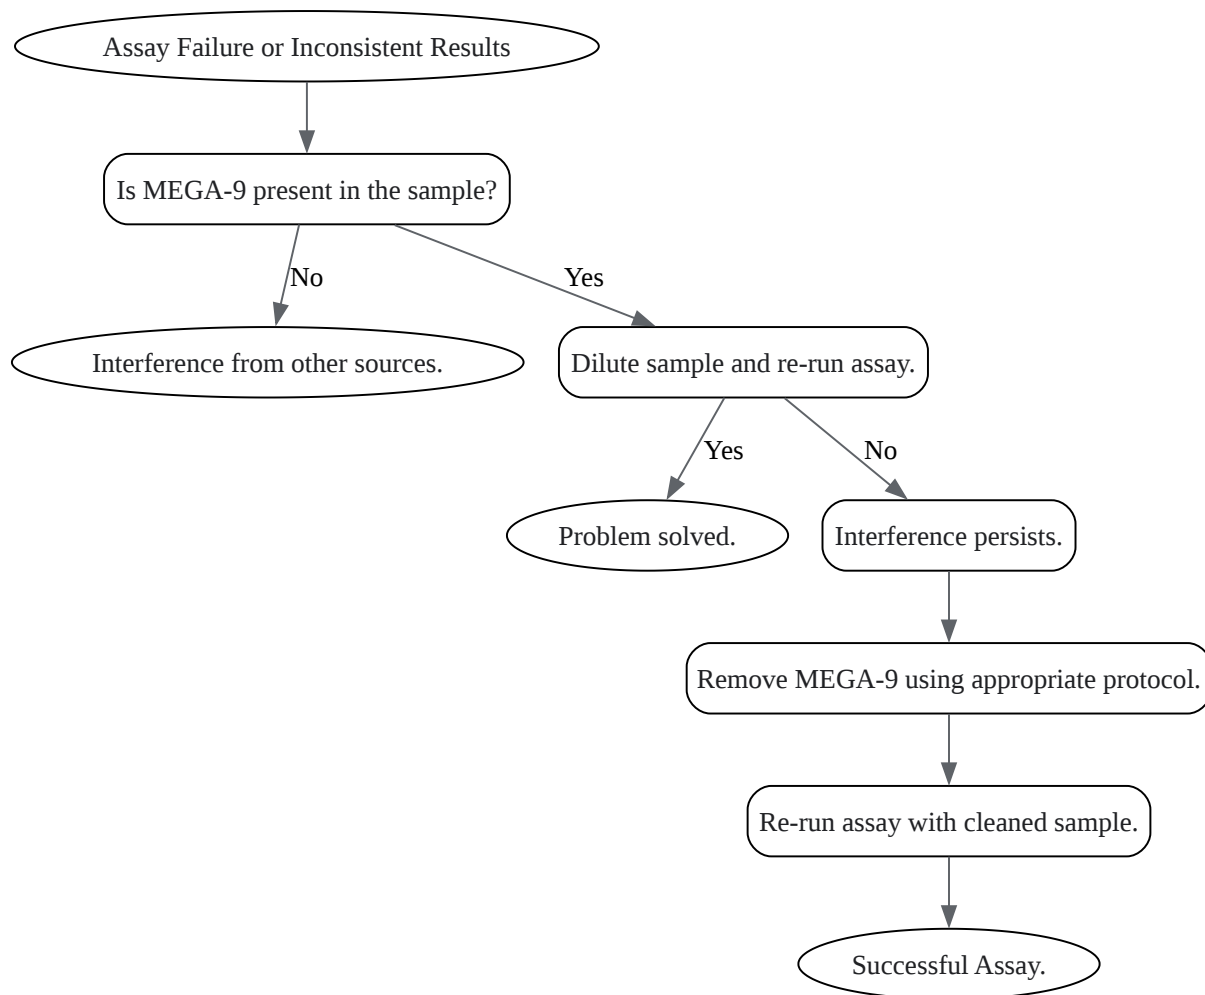 Assay Failure or Inconsistent Results
Is MEGA-9 present in the sample?
No
Yes
Interference from other sources.
Dilute sample and re-run assay.
Yes
No
Problem solved.
Interference persists.
Remove MEGA-9 using appropriate protocol.
Re-run assay with cleaned sample.
Successful Assay.